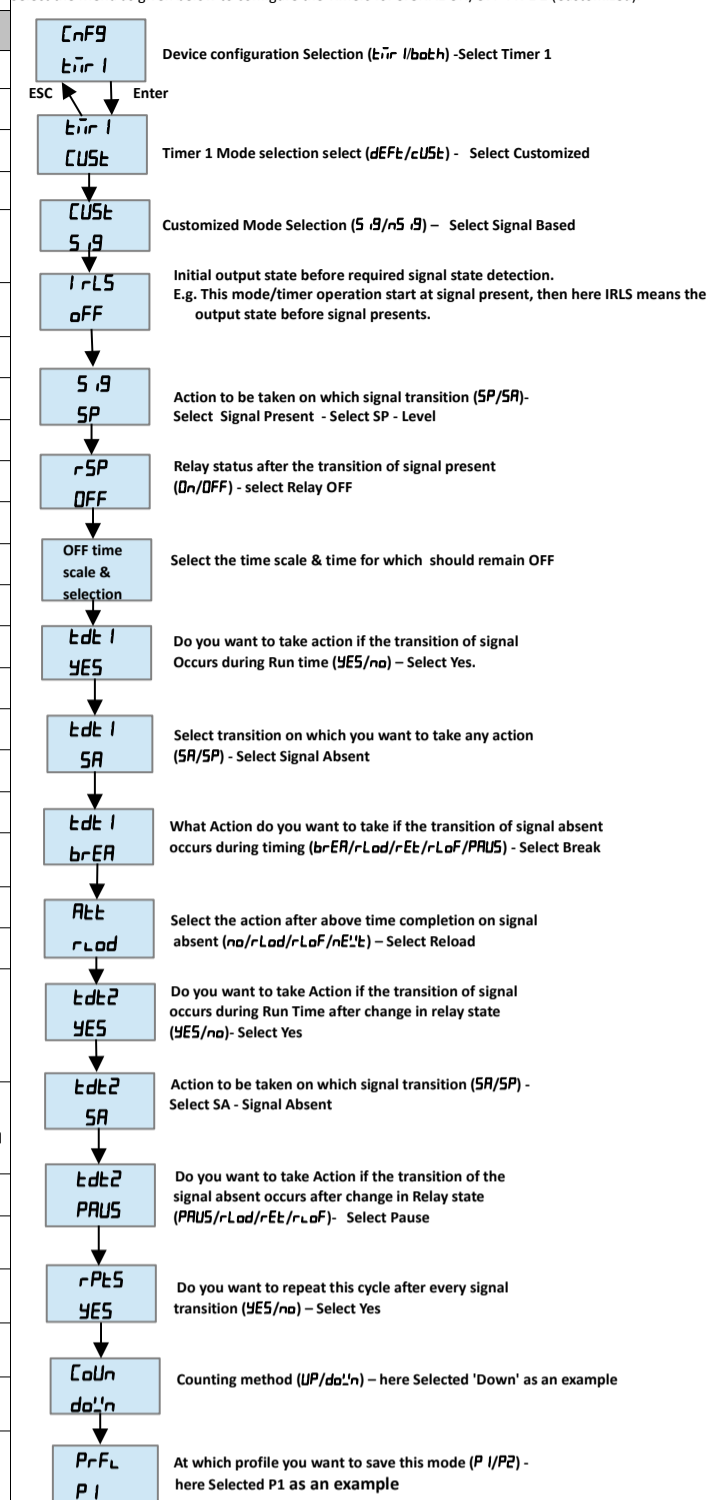 CnF9
tmr 1
Device configuration Selection (tmr 1/both) -Select Timer 1
ESC
Enter
tmr 1
CUSt
Timer 1 Mode selection select (dEFt/cUSt) - Select Customized
CUSt
Si9
Customized Mode Selection (Si9/nSi9) – Select Signal Based
IrLS
oFF
Initial output state before required signal state detection.
E.g. This mode/timer operation start at signal present, then here IRLS means the
output state before signal presents.
Si9
SP
Action to be taken on which signal transition (SP/SA)-
Select Signal Present - Select SP - Level
rSP
OFF
Relay status after the transition of signal present
(On/OFF) - select Relay OFF
OFF time
scale &
selection
Select the time scale & time for which should remain OFF
tdt 1
YES
Do you want to take action if the transition of signal
Occurs during Run time (YES/no) – Select Yes.
tdt 1
SA
Select transition on which you want to take any action
(SA/SP) - Select Signal Absent
tdt 1
brEA
What Action do you want to take if the transition of signal absent
occurs during timing (brEA/rLod/rEt/rLoF/PAUS) - Select Break
Att
rLod
Select the action after above time completion on signal
absent (no/rLod/rLoF/nEWt) – Select Reload
tdt2
YES
Do you want to take Action if the transition of signal
occurs during Run Time after change in relay state
(YES/no)- Select Yes
tdt2
SA
Action to be taken on which signal transition (SA/SP) -
Select SA - Signal Absent
tdt2
PAUS
Do you want to take Action if the transition of the
signal absent occurs after change in Relay state
(PAUS/rLod/rEt/rLoF)- Select Pause
rPtS
YES
Do you want to repeat this cycle after every signal
transition (YES/no) – Select Yes
CoUn
doWn
Counting method (UP/doWn) – here Selected 'Down' as an example
PrFL
P1
At which profile you want to save this mode (P1/P2) -
here Selected P1 as an example